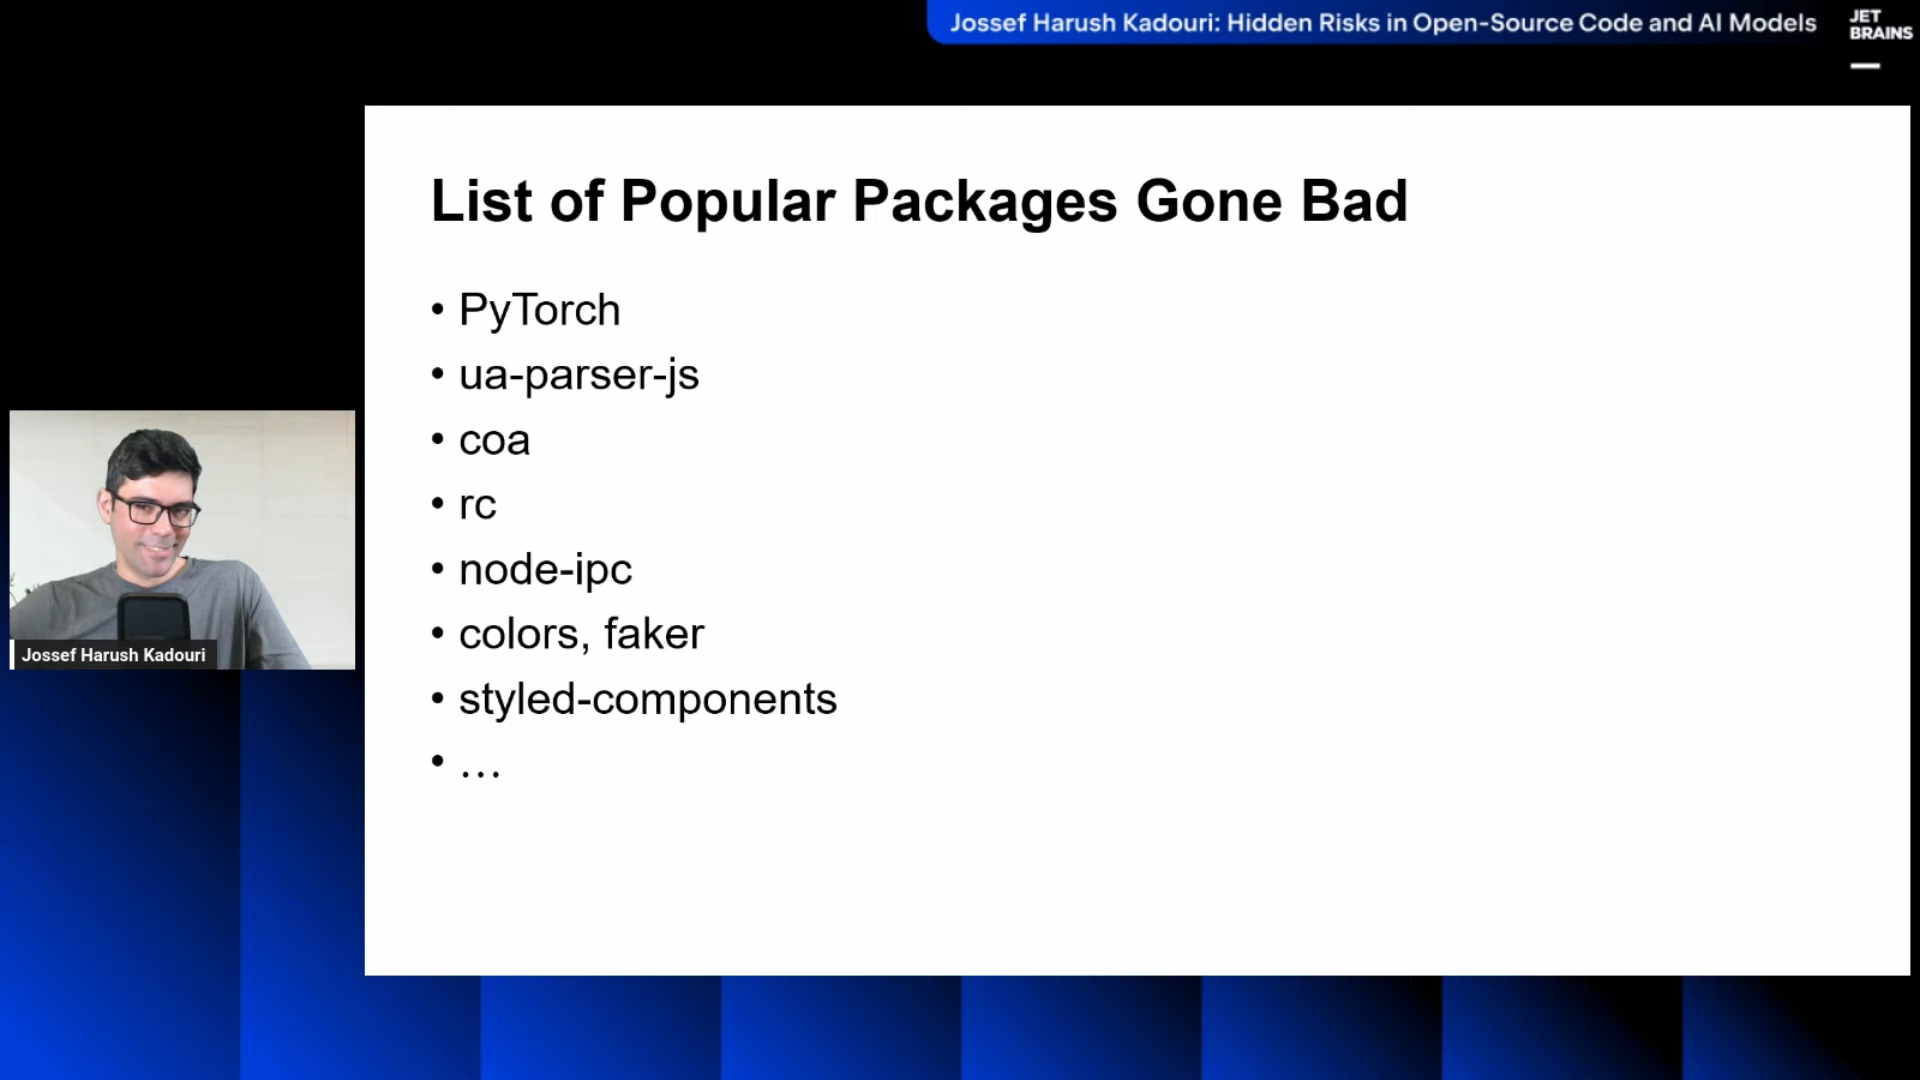 Jossef Harush Kadouri: Hidden Risks in Open-Source Code and AI Models
JET
BRAINS
List of Popular Packages Gone Bad
• PyTorch
• ua-parser-js
• coa
• rc
• node-ipc
• colors, faker
• styled-components
• …
Jossef Harush Kadouri